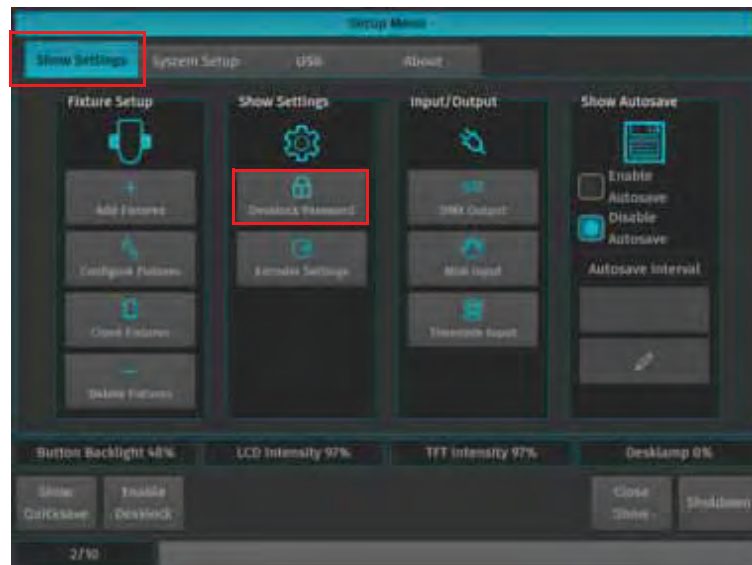 Setup Menu
Show Settings System Setup USB About
Fixture Setup Show Settings Input/Output Show Autosave
Add Fixtures Desklock Password DMX Output Enable
Autosave
Disable
Autosave
Configure Fixtures Encoder Settings Midi Input Autosave Interval
Clone Fixtures Timecode Input
Delete Fixtures
Button Backlight 48% LCD Intensity 97% TFT Intensity 97% Desklamp 0%
Show Enable Close Shutdown
Quicksave Desklock Show
2/10